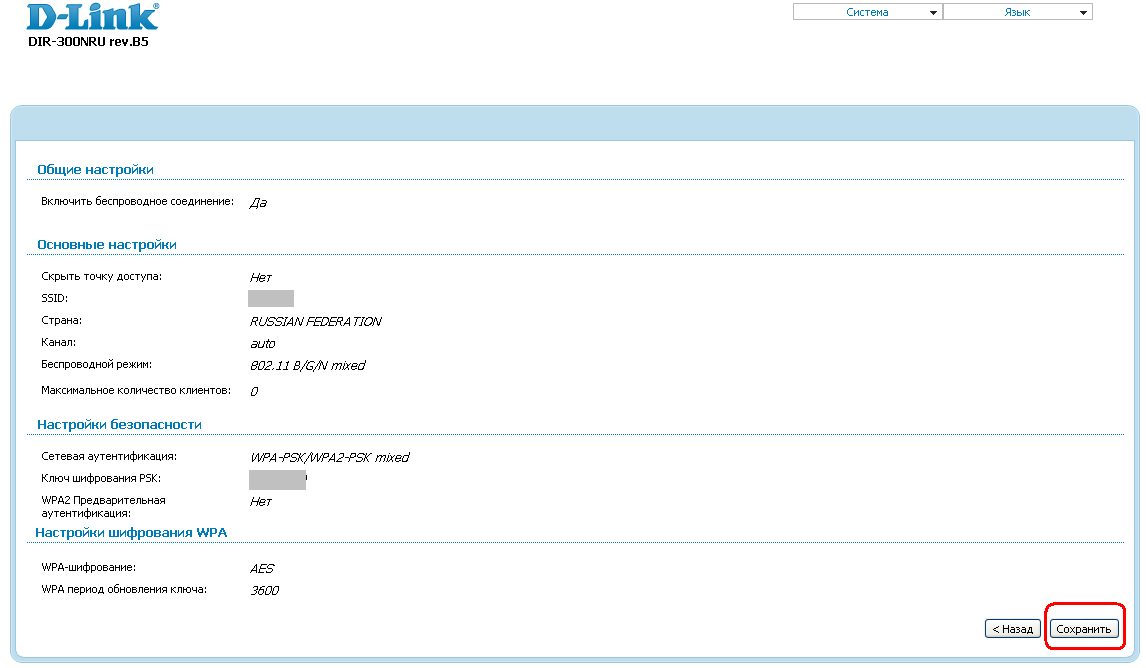 D-Link®
DIR-300NRU rev.B5
Система
Язык
Общие настройки
Включить беспроводное соединение: Да
Основные настройки
Скрыть точку доступа: Нет
SSID:
Страна: RUSSIAN FEDERATION
Канал: auto
Беспроводной режим: 802.11 B/G/N mixed
Максимальное количество клиентов: 0
Настройки безопасности
Сетевая аутентификация: WPA-PSK/WPA2-PSK mixed
Ключ шифрования PSK:
WPA2 Предварительная
аутентификация: Нет
Настройки шифрования WPA
WPA-шифрование: AES
WPA период обновления ключа: 3600
< Назад
Сохранить